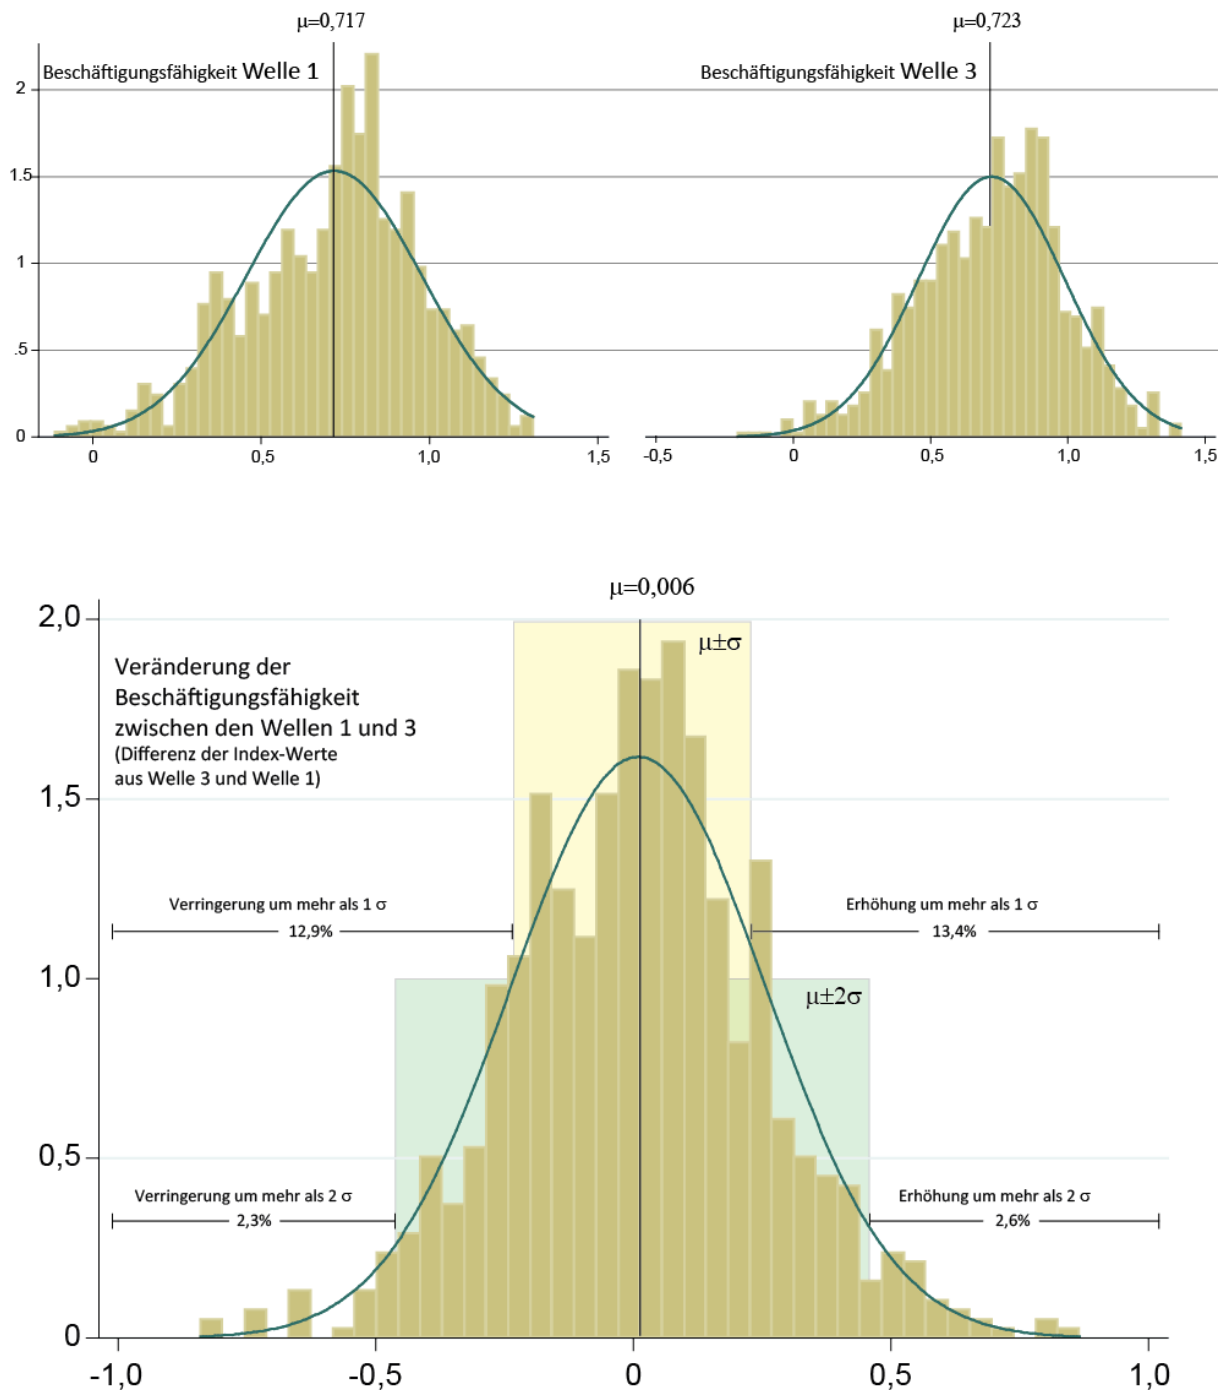 μ=0,717
μ=0,723
Beschäftigungsfähigkeit Welle 1
Beschäftigungsfähigkeit Welle 3
2
1.5
1
.5
0
0
0,5
1,0
1,5
-0,5
0
0,5
1,0
1,5
μ=0,006
2,0
1,5
1,0
0,5
0
μ±σ
Veränderung der
Beschäftigungsfähigkeit
zwischen den Wellen 1 und 3
(Differenz der Index-Werte
aus Welle 3 und Welle 1)
Verringerung um mehr als 1 σ
12,9%
Erhöhung um mehr als 1 σ
13,4%
μ±2σ
Verringerung um mehr als 2 σ
2,3%
Erhöhung um mehr als 2 σ
2,6%
-1,0
-0,5
0
0,5
1,0